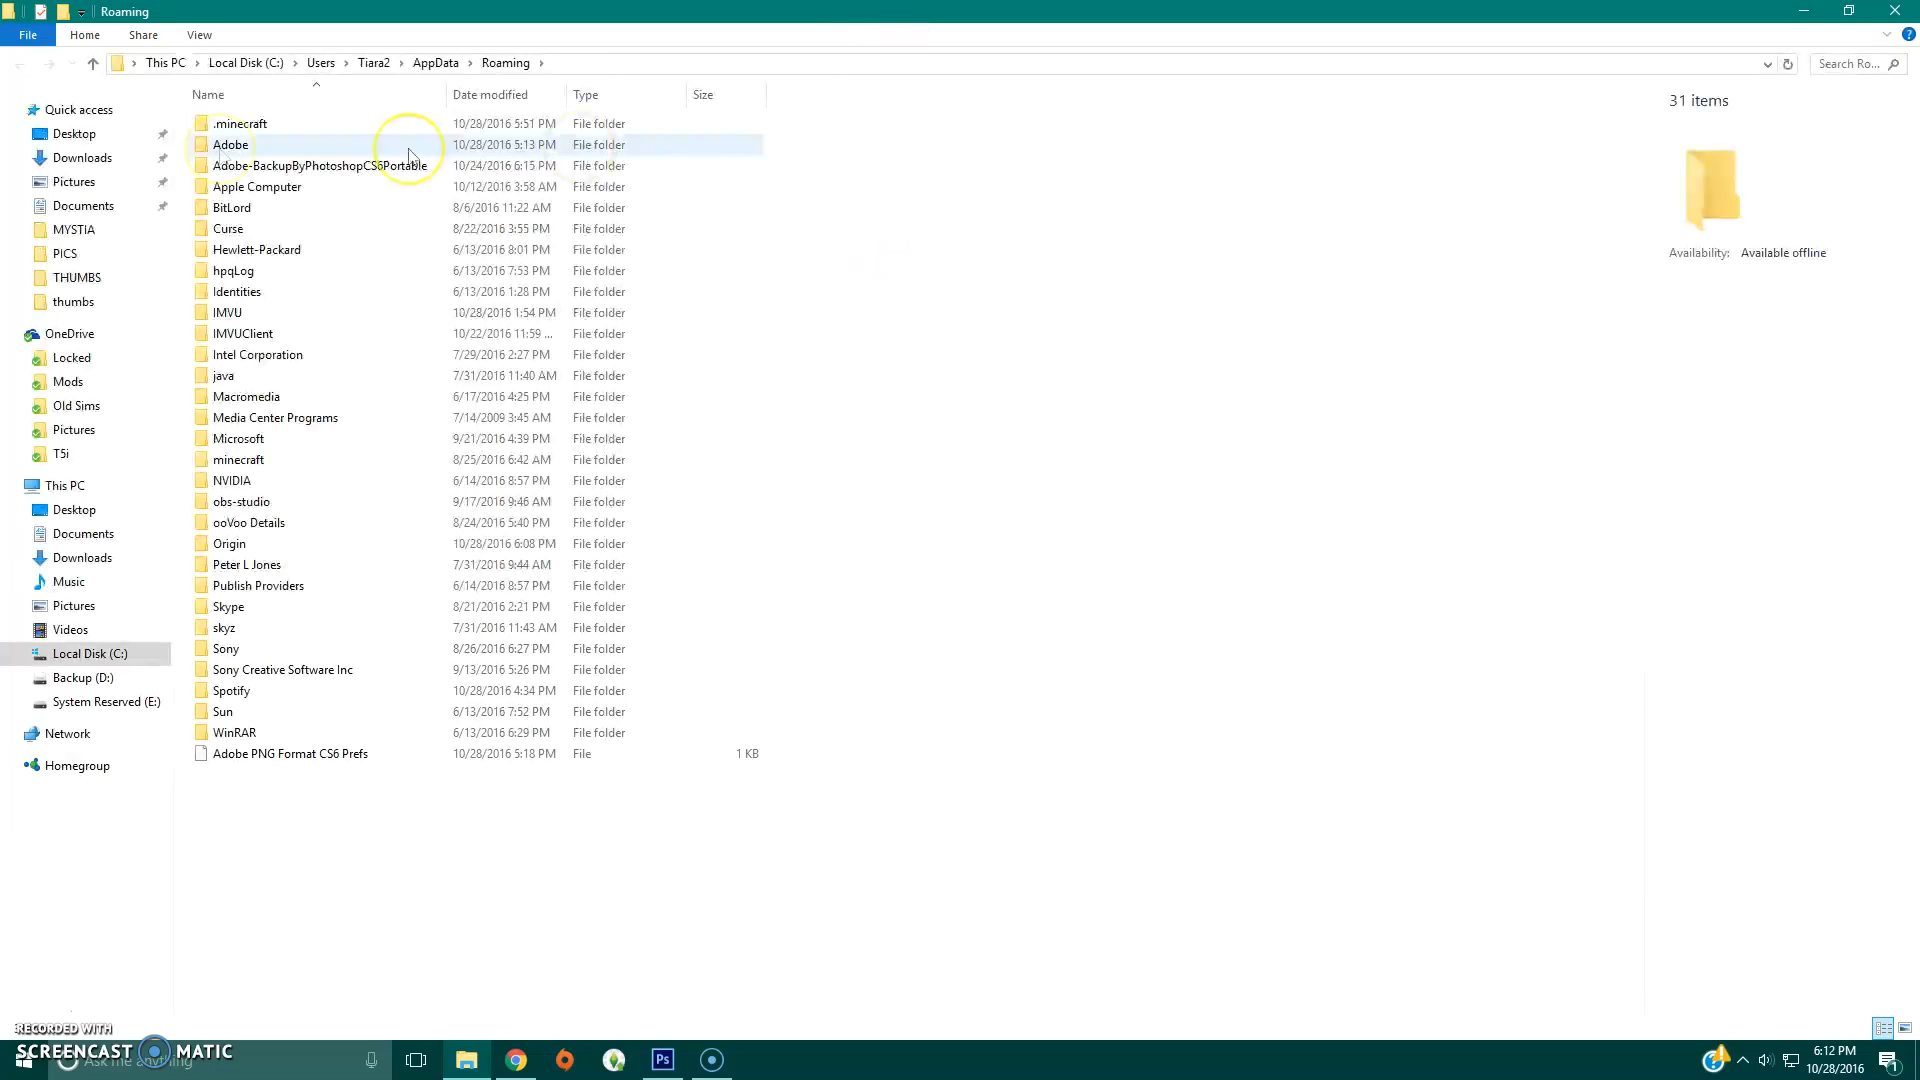 Roaming
File Home Share View
This PC Local Disk (C:) Users Tiara2 AppData Roaming Search Ro...
Name Date modified Type Size
31 items
Availability: Available offline
Quick access
Desktop
Downloads
Pictures
Documents
MYSTIA
PICS
THUMBS
thumbs
OneDrive
Locked
Mods
Old Sims
Pictures
T5i
This PC
Desktop
Documents
Downloads
Music
Pictures
Videos
Local Disk (C:)
Backup (D:)
System Reserved (E:)
Network
Homegroup
.minecraft 10/28/2016 5:51 PM File folder
Adobe 10/28/2016 5:13 PM File folder
Adobe-BackupByPhotoshopCS6Portable 10/24/2016 6:15 PM File folder
Apple Computer 10/12/2016 3:58 AM File folder
BitLord 8/6/2016 11:22 AM File folder
Curse 8/22/2016 3:55 PM File folder
Hewlett-Packard 6/13/2016 8:01 PM File folder
hpqLog 6/13/2016 7:53 PM File folder
Identities 6/13/2016 1:28 PM File folder
IMVU 10/28/2016 1:54 PM File folder
IMVUClient 10/22/2016 11:59 ... File folder
Intel Corporation 7/29/2016 2:27 PM File folder
java 7/31/2016 11:40 AM File folder
Macromedia 6/17/2016 4:25 PM File folder
Media Center Programs 7/14/2009 3:45 AM File folder
Microsoft 9/21/2016 4:39 PM File folder
minecraft 8/25/2016 6:42 AM File folder
NVIDIA 6/14/2016 8:57 PM File folder
obs-studio 9/17/2016 9:46 AM File folder
ooVoo Details 8/24/2016 5:40 PM File folder
Origin 10/28/2016 6:08 PM File folder
Peter L Jones 7/31/2016 9:44 AM File folder
Publish Providers 6/14/2016 8:57 PM File folder
Skype 8/21/2016 2:21 PM File folder
skyz 7/31/2016 11:43 AM File folder
Sony 8/26/2016 6:27 PM File folder
Sony Creative Software Inc 9/13/2016 5:26 PM File folder
Spotify 10/28/2016 4:34 PM File folder
Sun 6/13/2016 7:52 PM File folder
WinRAR 6/13/2016 6:29 PM File folder
Adobe PNG Format CS6 Prefs 10/28/2016 5:18 PM File 1 KB
RECORDED WITH
SCREENCAST MATIC
Ask me anything
Ps
6:12 PM
10/28/2016
1